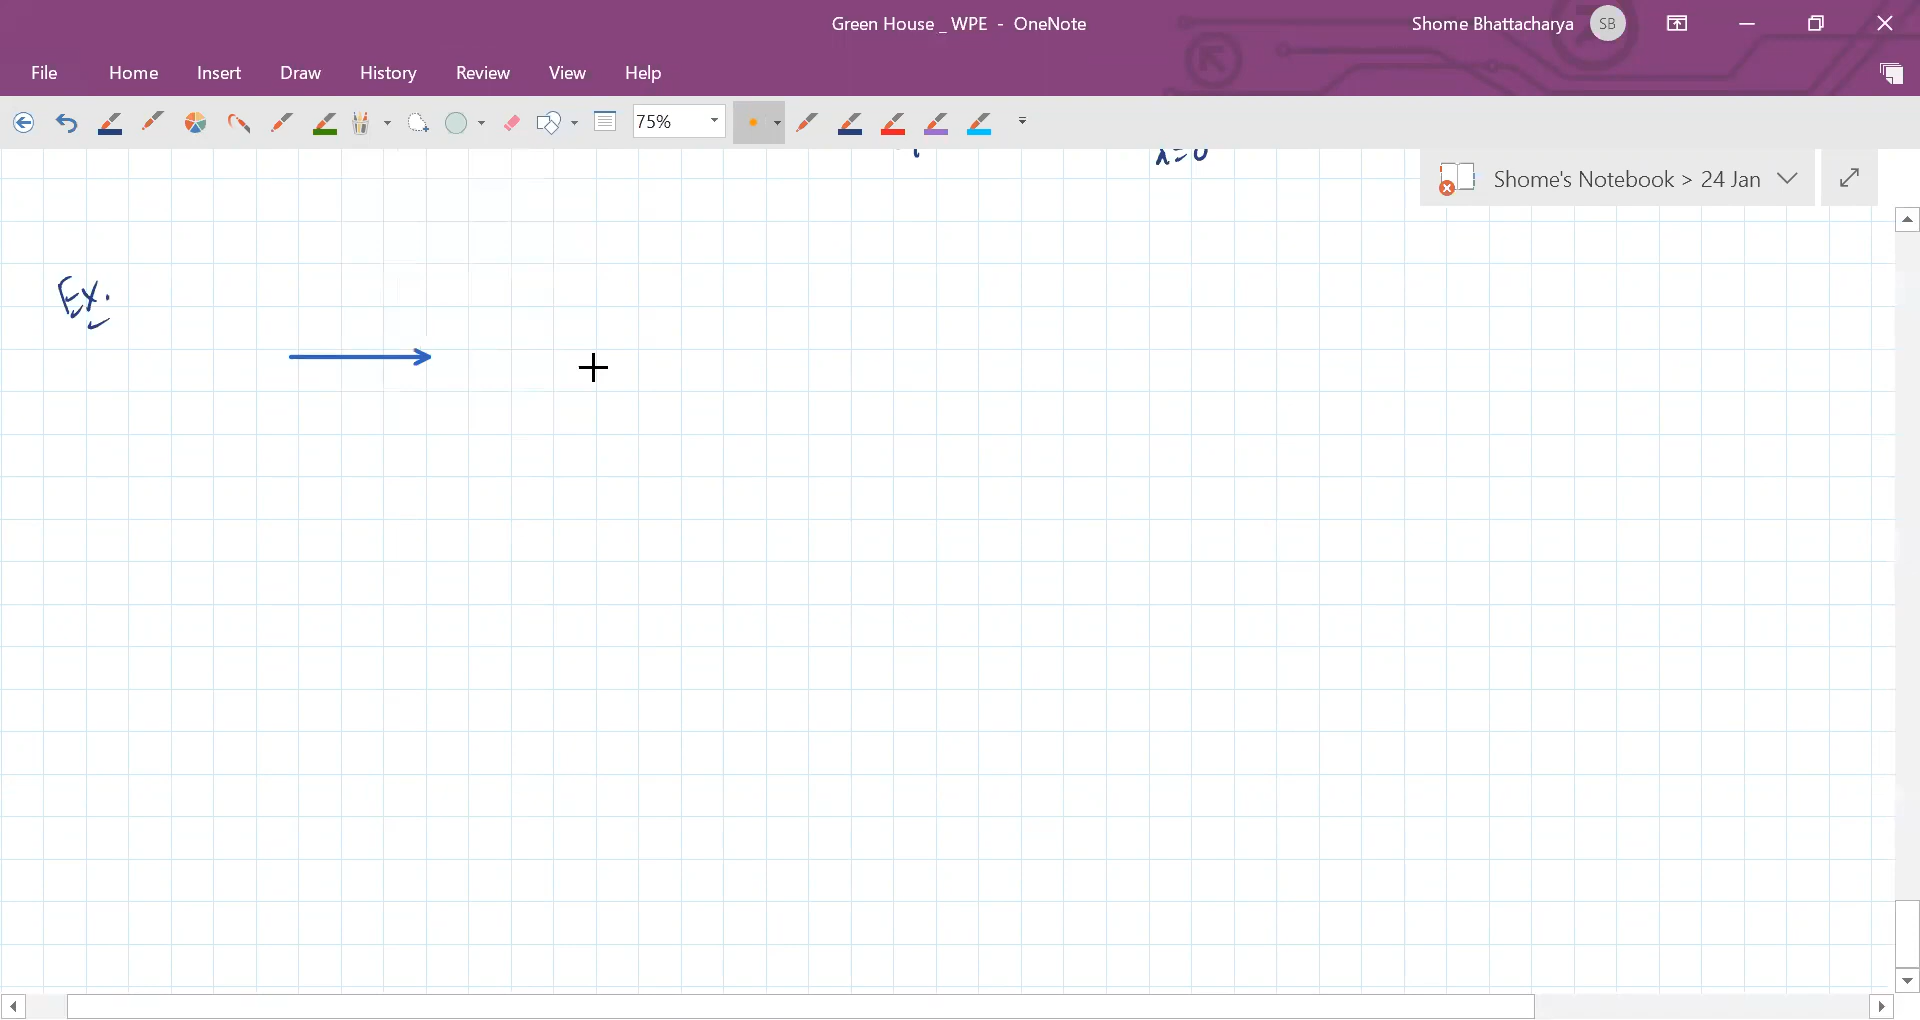 Green House _ WPE - OneNote
Shome Bhattacharya SB
File Home Insert Draw History Review View Help
75%
Shome's Notebook > 24 Jan
Ex.